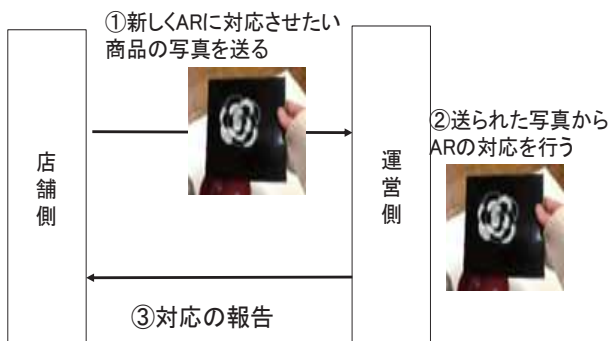 ①新しくARに対応させたい
商品の写真を送る
店舗側
運営側
②送られた写真から
ARの対応を行う
③対応の報告